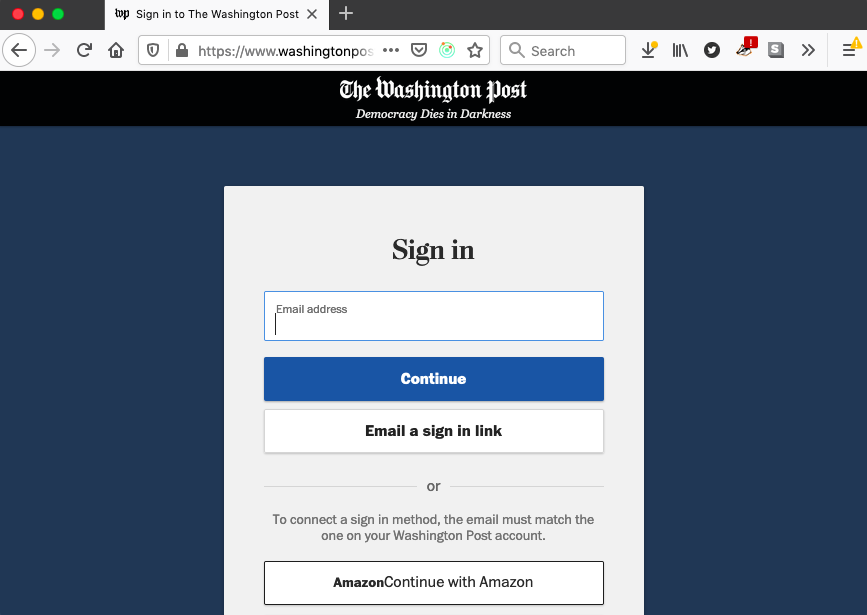 wp Sign in to The Washington Post
https://www.washingtonpos
Search
!
S
The Washington Post
Democracy Dies in Darkness
Sign in
Email address
Continue
Email a sign in link
or
To connect a sign in method, the email must match the
one on your Washington Post account.
AmazonContinue with Amazon